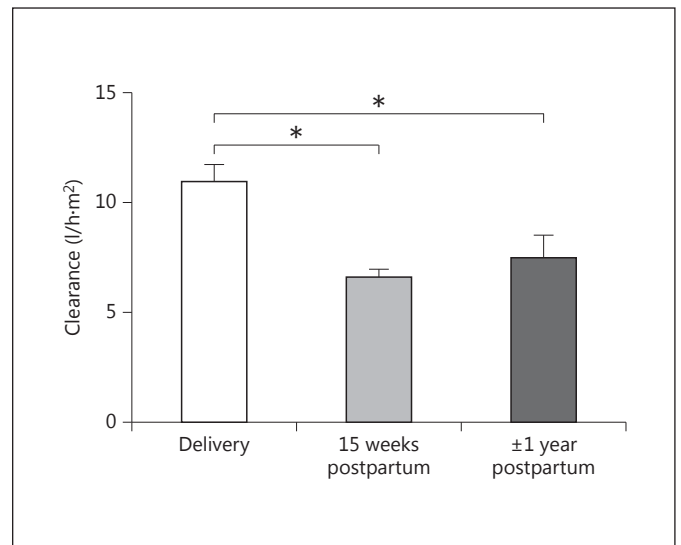 15
10
5
0
Clearance (l/h·m²)
*
*
Delivery
15 weeks
postpartum
±1 year
postpartum